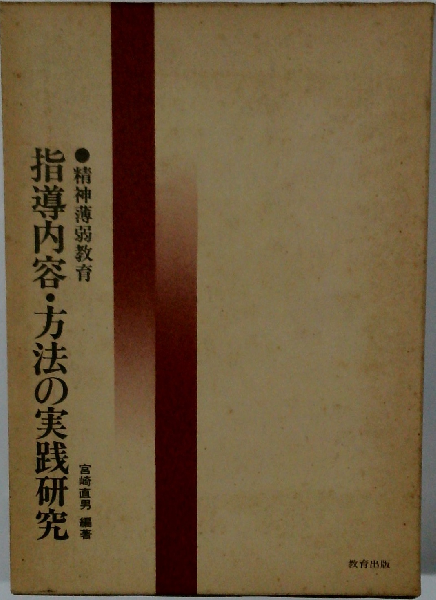 ●精神薄弱教育
指導内容・方法の実践研究
宮崎直男 編著
教育出版